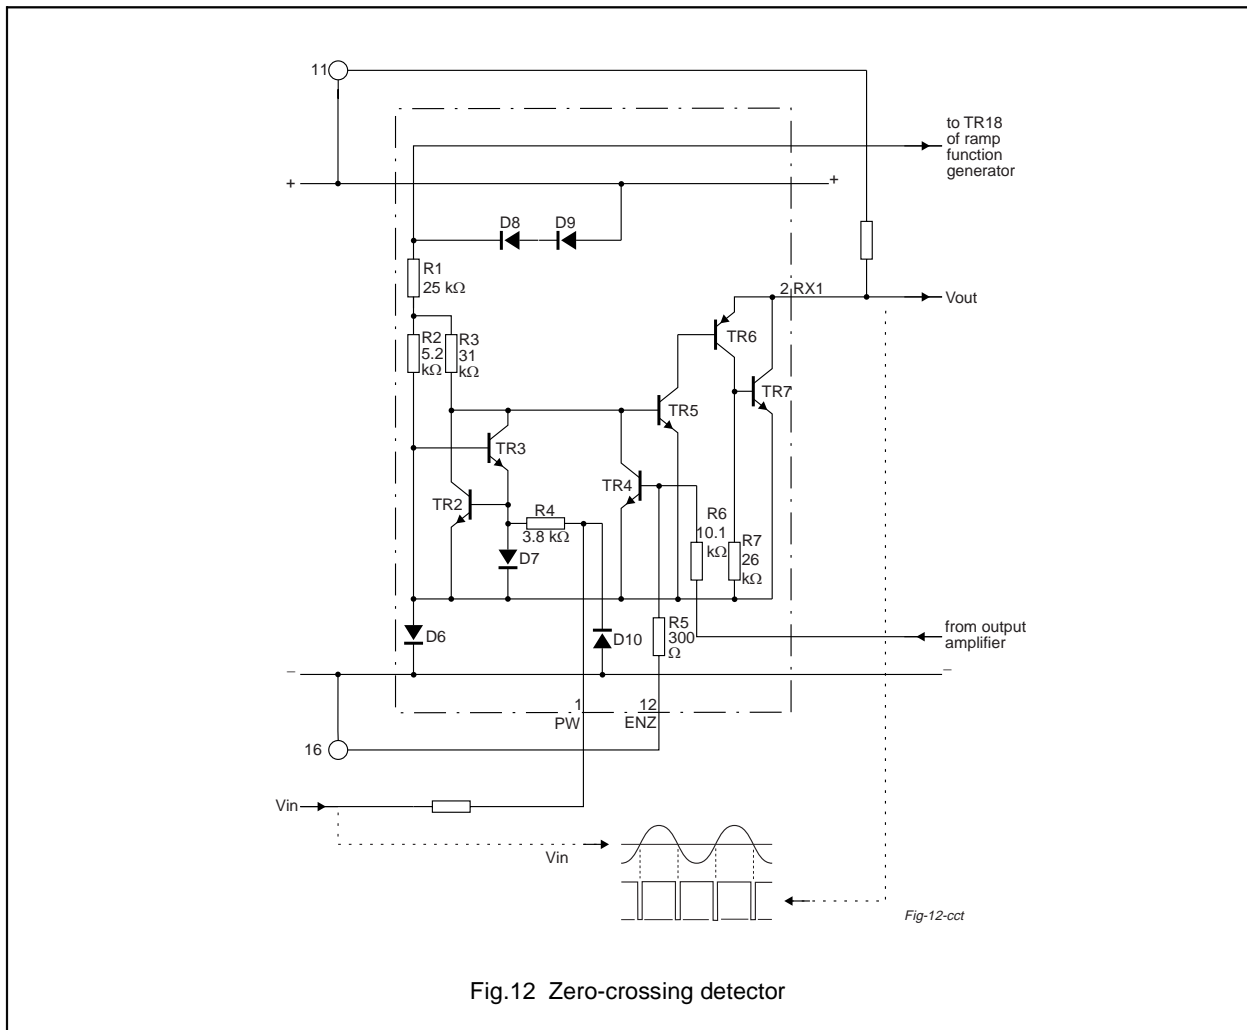 11
to TR18
of ramp
function
generator
+
+
D8
D9
R1
25 kΩ
2 RX1
Vout
R2
5.2
kΩ
R3
31
kΩ
TR6
TR5
TR7
TR3
TR4
TR2
R4
3.8 kΩ
R6
10.1
kΩ
R7
26
kΩ
D7
D6
D10
R5
300
Ω
from output
amplifier
−
−
1
12
PW
ENZ
16
Vin
Vin
Fig-12-cct
Fig.12 Zero-crossing detector